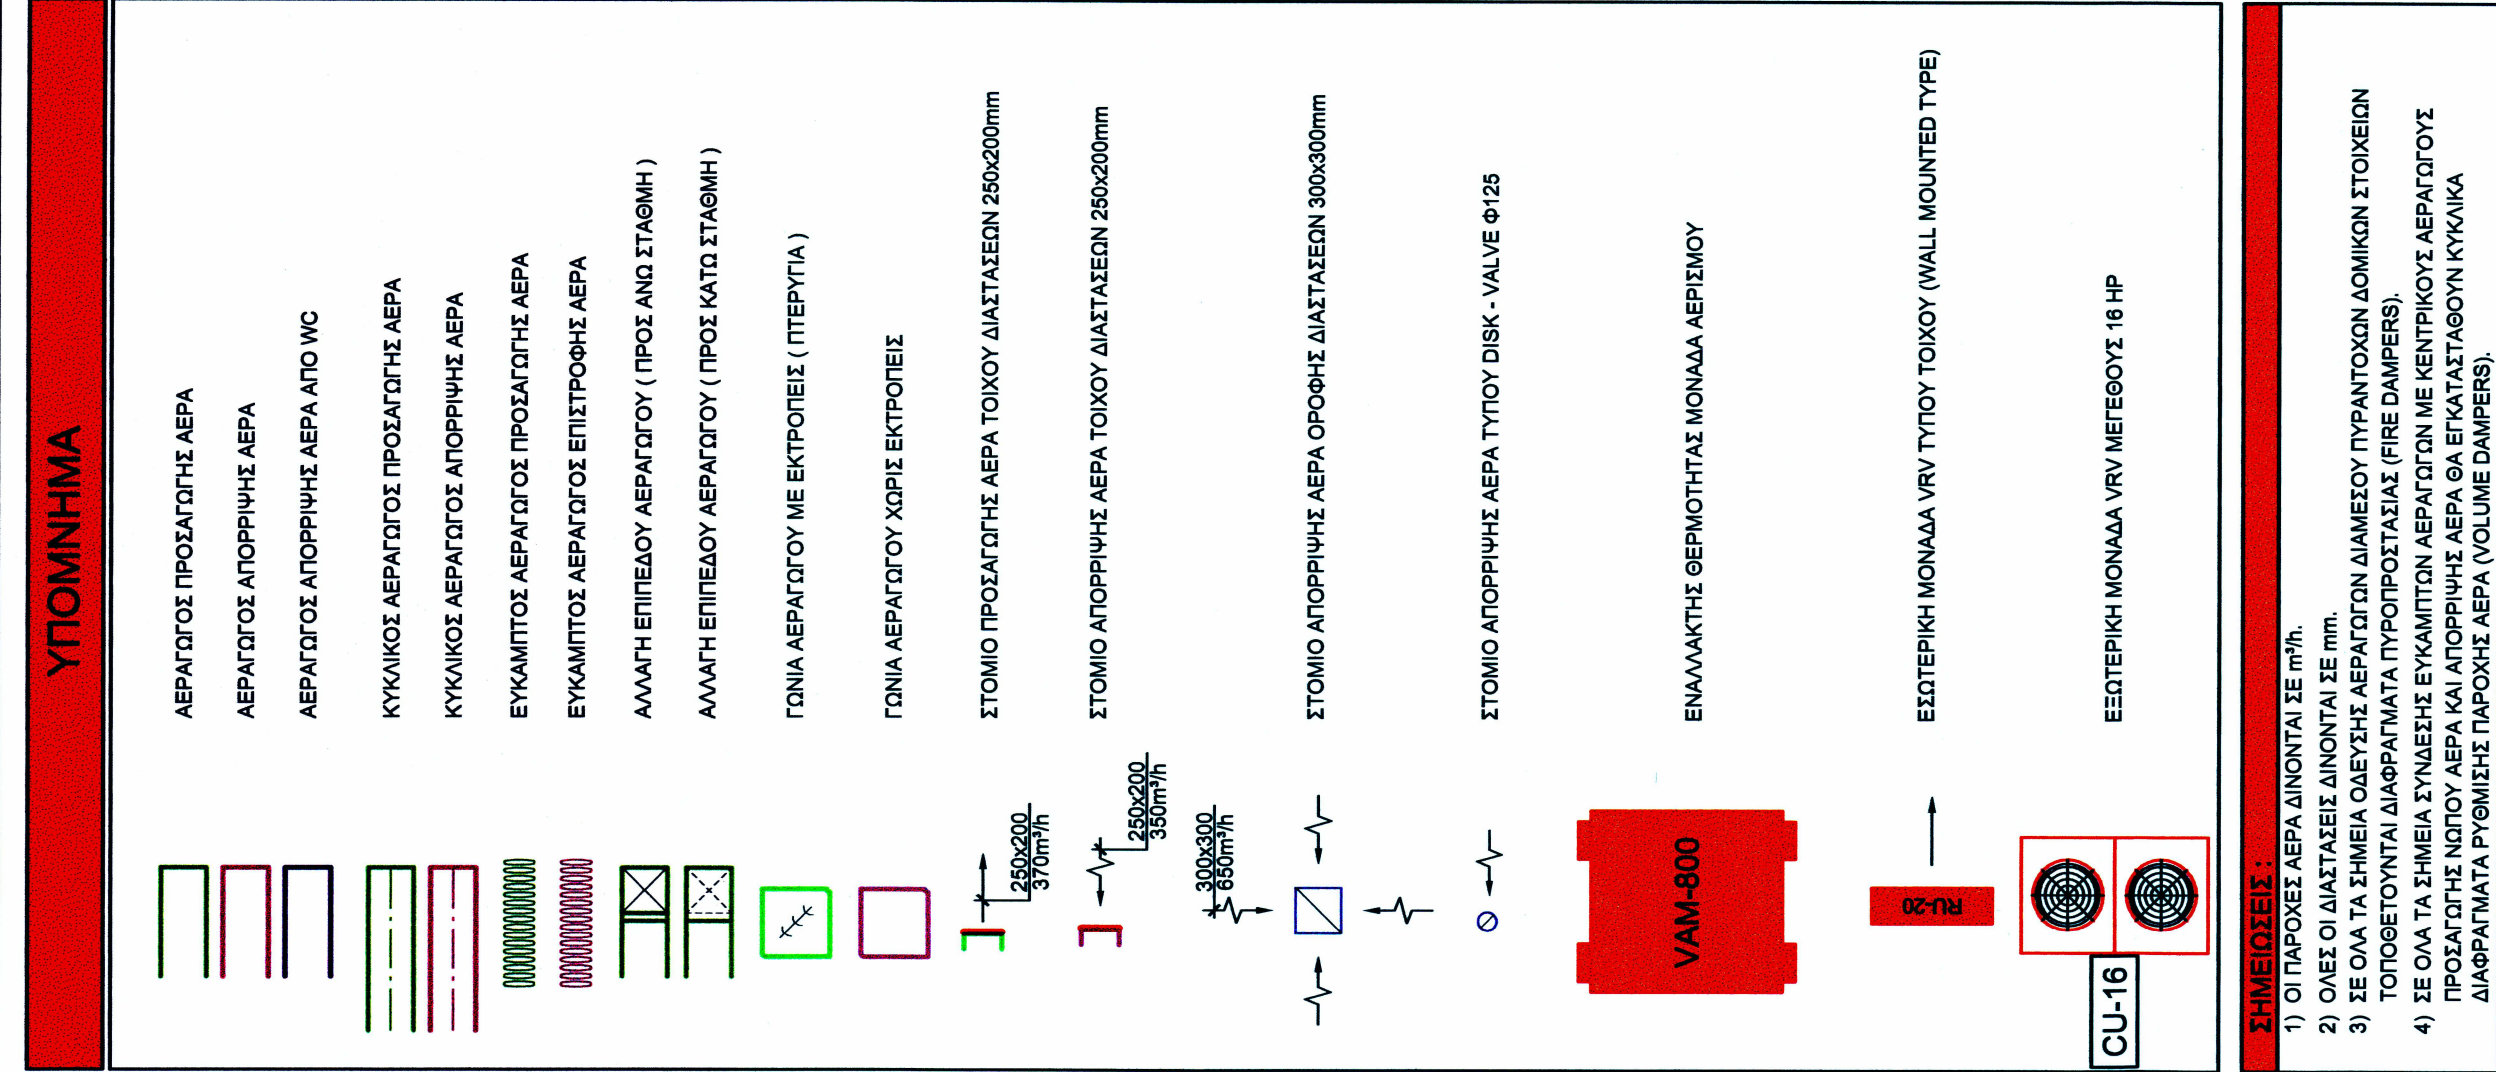 ΥΠΟΜΝΗΜΑ
ΑΕΡΑΓΩΓΟΣ ΠΡΟΣΑΓΩΓΗΣ ΑΕΡΑ
ΑΕΡΑΓΩΓΟΣ ΑΠΟΡΡΙΨΗΣ ΑΕΡΑ
ΑΕΡΑΓΩΓΟΣ ΑΠΟΡΡΙΨΗΣ ΑΕΡΑ ΑΠΟ WC
ΚΥΚΛΙΚΟΣ ΑΕΡΑΓΩΓΟΣ ΠΡΟΣΑΓΩΓΗΣ ΑΕΡΑ
ΚΥΚΛΙΚΟΣ ΑΕΡΑΓΩΓΟΣ ΑΠΟΡΡΙΨΗΣ ΑΕΡΑ
ΕΥΚΑΜΠΤΟΣ ΑΕΡΑΓΩΓΟΣ ΠΡΟΣΑΓΩΓΗΣ ΑΕΡΑ
ΕΥΚΑΜΠΤΟΣ ΑΕΡΑΓΩΓΟΣ ΕΠΙΣΤΡΟΦΗΣ ΑΕΡΑ
ΑΛΛΑΓΗ ΕΠΙΠΕΔΟΥ ΑΕΡΑΓΩΓΟΥ ( ΠΡΟΣ ΑΝΩ ΣΤΑΘΜΗ )
ΑΛΛΑΓΗ ΕΠΙΠΕΔΟΥ ΑΕΡΑΓΩΓΟΥ ( ΠΡΟΣ ΚΑΤΩ ΣΤΑΘΜΗ )
ΓΩΝΙΑ ΑΕΡΑΓΩΓΟΥ ΜΕ ΕΚΤΡΟΠΕΙΣ ( ΠΤΕΡΥΓΙΑ )
ΓΩΝΙΑ ΑΕΡΑΓΩΓΟΥ ΧΩΡΙΣ ΕΚΤΡΟΠΕΙΣ
250x200
370m³/h
ΣΤΟΜΙΟ ΠΡΟΣΑΓΩΓΗΣ ΑΕΡΑ ΤΟΙΧΟΥ ΔΙΑΣΤΑΣΕΩΝ 250x200mm
250x200
350m³/h
ΣΤΟΜΙΟ ΑΠΟΡΡΙΨΗΣ ΑΕΡΑ ΤΟΙΧΟΥ ΔΙΑΣΤΑΣΕΩΝ 250x200mm
300x300
650m³/h
ΣΤΟΜΙΟ ΑΠΟΡΡΙΨΗΣ ΑΕΡΑ ΟΡΟΦΗΣ ΔΙΑΣΤΑΣΕΩΝ 300x300mm
ΣΤΟΜΙΟ ΑΠΟΡΡΙΨΗΣ ΑΕΡΑ ΤΥΠΟΥ DISK - VALVE Φ125
VAM-800
ΕΝΑΛΛΑΚΤΗΣ ΘΕΡΜΟΤΗΤΑΣ ΜΟΝΑΔΑ ΑΕΡΙΣΜΟΥ
RU-20
ΕΣΩΤΕΡΙΚΗ ΜΟΝΑΔΑ VRV ΤΥΠΟΥ ΤΟΙΧΟΥ (WALL MOUNTED TYPE)
CU-16
ΕΞΩΤΕΡΙΚΗ ΜΟΝΑΔΑ VRV ΜΕΓΕΘΟΥΣ 16 HP
ΣΗΜΕΙΩΣΕΙΣ :
1) ΟΙ ΠΑΡΟΧΕΣ ΑΕΡΑ ΔΙΝΟΝΤΑΙ ΣΕ m³/h.
2) ΟΛΕΣ ΟΙ ΔΙΑΣΤΑΣΕΙΣ ΔΙΝΟΝΤΑΙ ΣΕ mm.
3) ΣΕ ΟΛΑ ΤΑ ΣΗΜΕΙΑ ΟΔΕΥΣΗΣ ΑΕΡΑΓΩΓΩΝ ΔΙΑΜΕΣΟΥ ΠΥΡΑΝΤΟΧΩΝ ΔΟΜΙΚΩΝ ΣΤΟΙΧΕΙΩΝ
ΤΟΠΟΘΕΤΟΥΝΤΑΙ ΔΙΑΦΡΑΓΜΑΤΑ ΠΥΡΟΠΡΟΣΤΑΣΙΑΣ (FIRE DAMPERS).
4) ΣΕ ΟΛΑ ΤΑ ΣΗΜΕΙΑ ΣΥΝΔΕΣΗΣ ΕΥΚΑΜΠΤΩΝ ΑΕΡΑΓΩΓΩΝ ΜΕ ΚΕΝΤΡΙΚΟΥΣ ΑΕΡΑΓΩΓΟΥΣ
ΠΡΟΣΑΓΩΓΗΣ ΝΩΠΟΥ ΑΕΡΑ ΚΑΙ ΑΠΟΡΡΙΨΗΣ ΑΕΡΑ ΘΑ ΕΓΚΑΤΑΣΤΑΘΟΥΝ ΚΥΚΛΙΚΑ
ΔΙΑΦΡΑΓΜΑΤΑ ΡΥΘΜΙΣΗΣ ΠΑΡΟΧΗΣ ΑΕΡΑ (VOLUME DAMPERS).